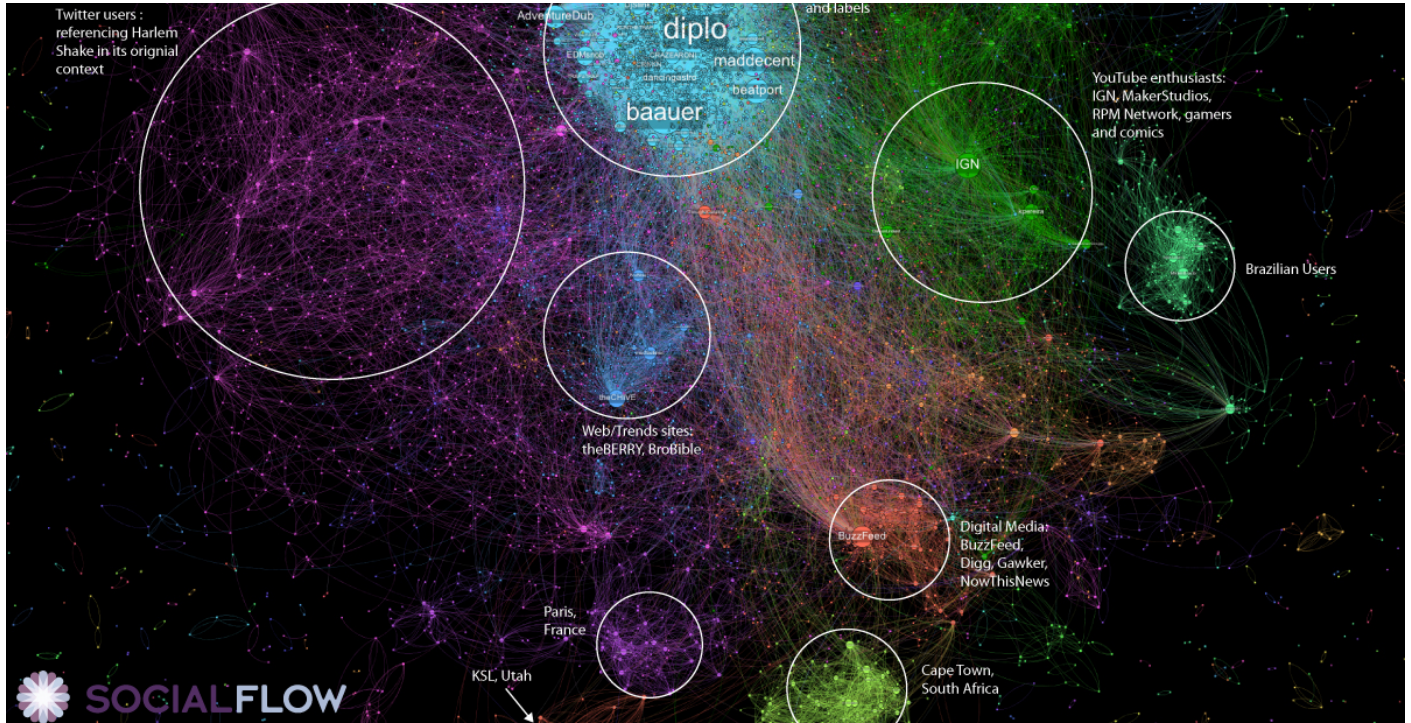 Twitter users :
referencing Harlem
Shake in its orignial
context
AdventureDub
and labels
diplo
maddecent
dancingastro
beatport
baauer
YouTube enthusiasts:
IGN, MakerStudios,
RPM Network, gamers
and comics
IGN
Brazilian Users
theCHIVE
Web/Trends sites:
theBERRY, BroBible
BuzzFeed
Digital Media:
BuzzFeed,
Digg, Gawker,
NowThisNews
Paris,
France
KSL, Utah
Cape Town,
South Africa
SOCIALFLOW